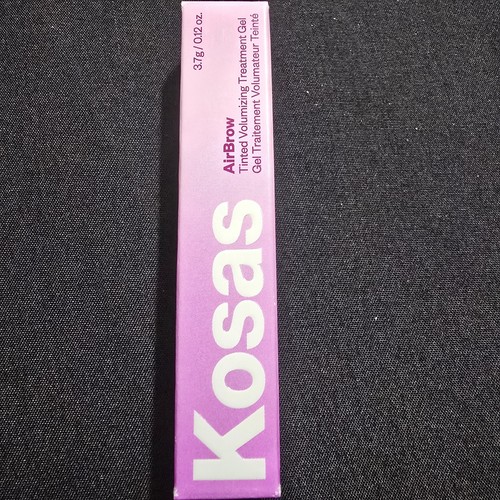 Kosas
AirBrow
Tinted Volumizing Treatment Gel
Gel Traitement Volumateur Teinté
3.7g / 0.12 oz.